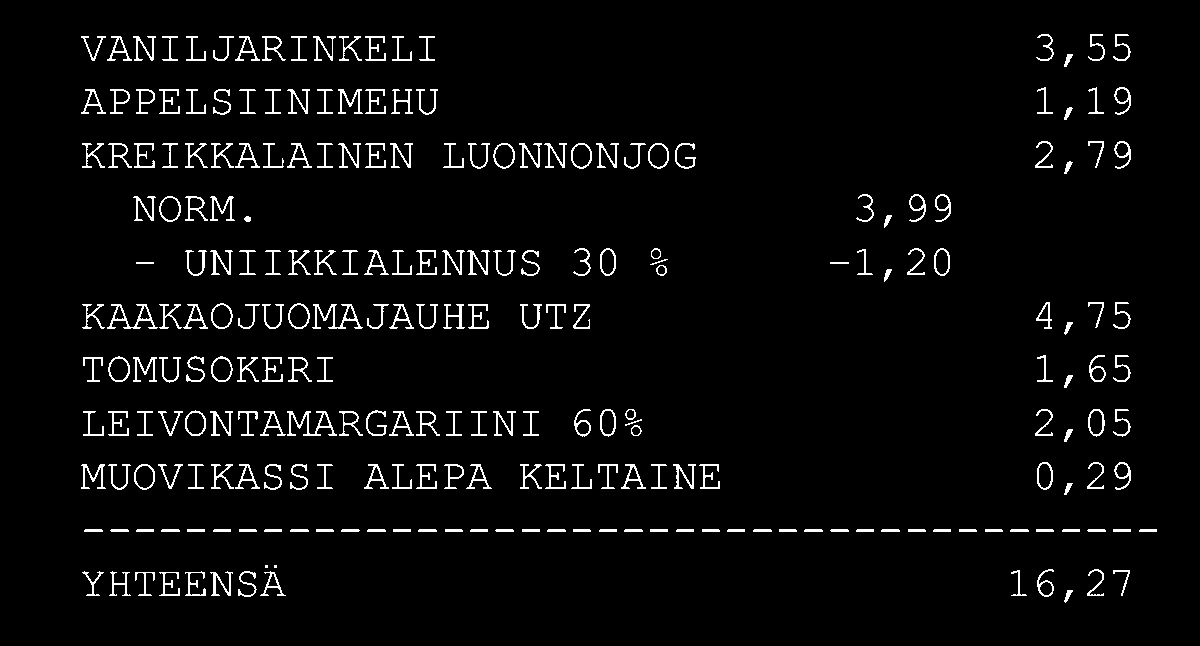 VANILJARINKELI 3,55
APPELSIINIMEHU 1,19
KREIKKALAINEN LUONNONJOG 2,79
NORM. 3,99
- UNIIKKIALENNUS 30 % -1,20
KAAKAOJUOMAJAUHE UTZ 4,75
TOMUSOKERI 1,65
LEIVONTAMARGARIINI 60% 2,05
MUOVIKASSI ALEPA KELTAINE 0,29
------------------------------------------
YHTEENSÄ 16,27